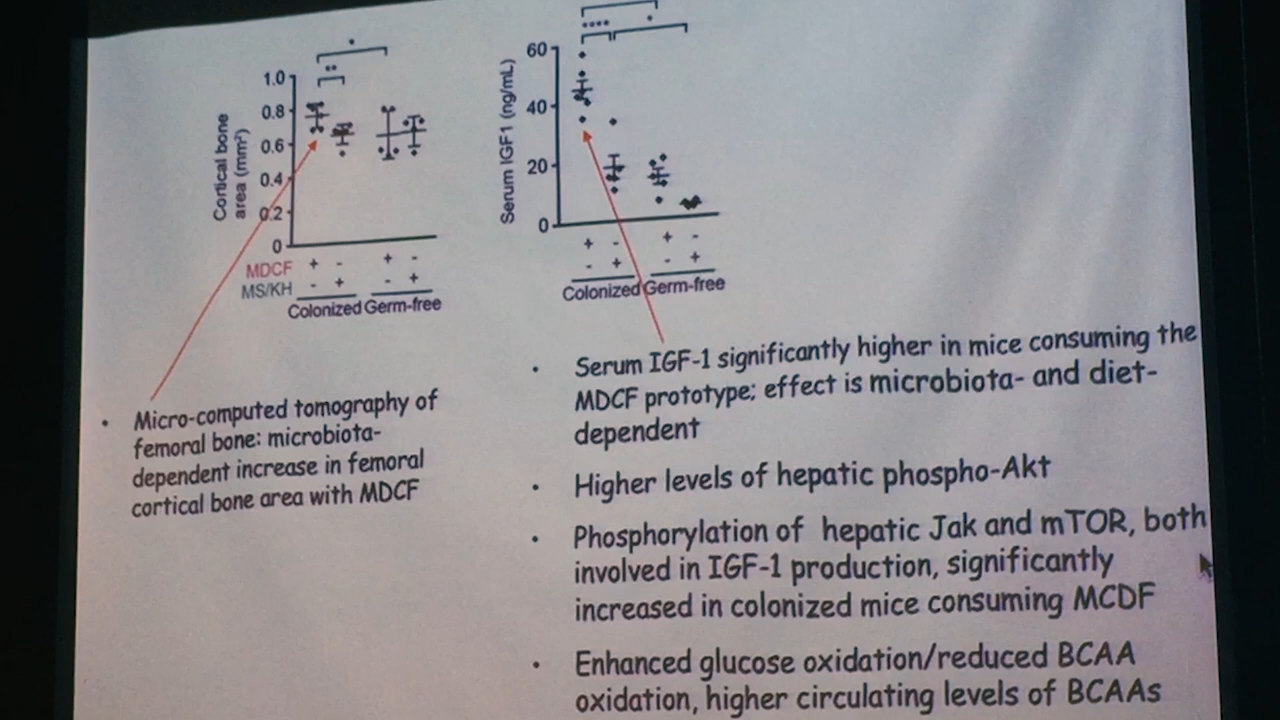 *
**
1.0
0.8
0.6
0.4
0.2
0
Cortical bone
area (mm²)
MDCF + - + -
MS/KH - + - +
Colonized Germ-free
• Micro-computed tomography of
femoral bone: microbiota-
dependent increase in femoral
cortical bone area with MDCF
*
****
60
40
20
0
Serum IGF1 (ng/mL)
+ - + -
- + - +
Colonized Germ-free
• Serum IGF-1 significantly higher in mice consuming the
MDCF prototype; effect is microbiota- and diet-
dependent
• Higher levels of hepatic phospho-Akt
• Phosphorylation of hepatic Jak and mTOR, both
involved in IGF-1 production, significantly
increased in colonized mice consuming MCDF
• Enhanced glucose oxidation/reduced BCAA
oxidation, higher circulating levels of BCAAs